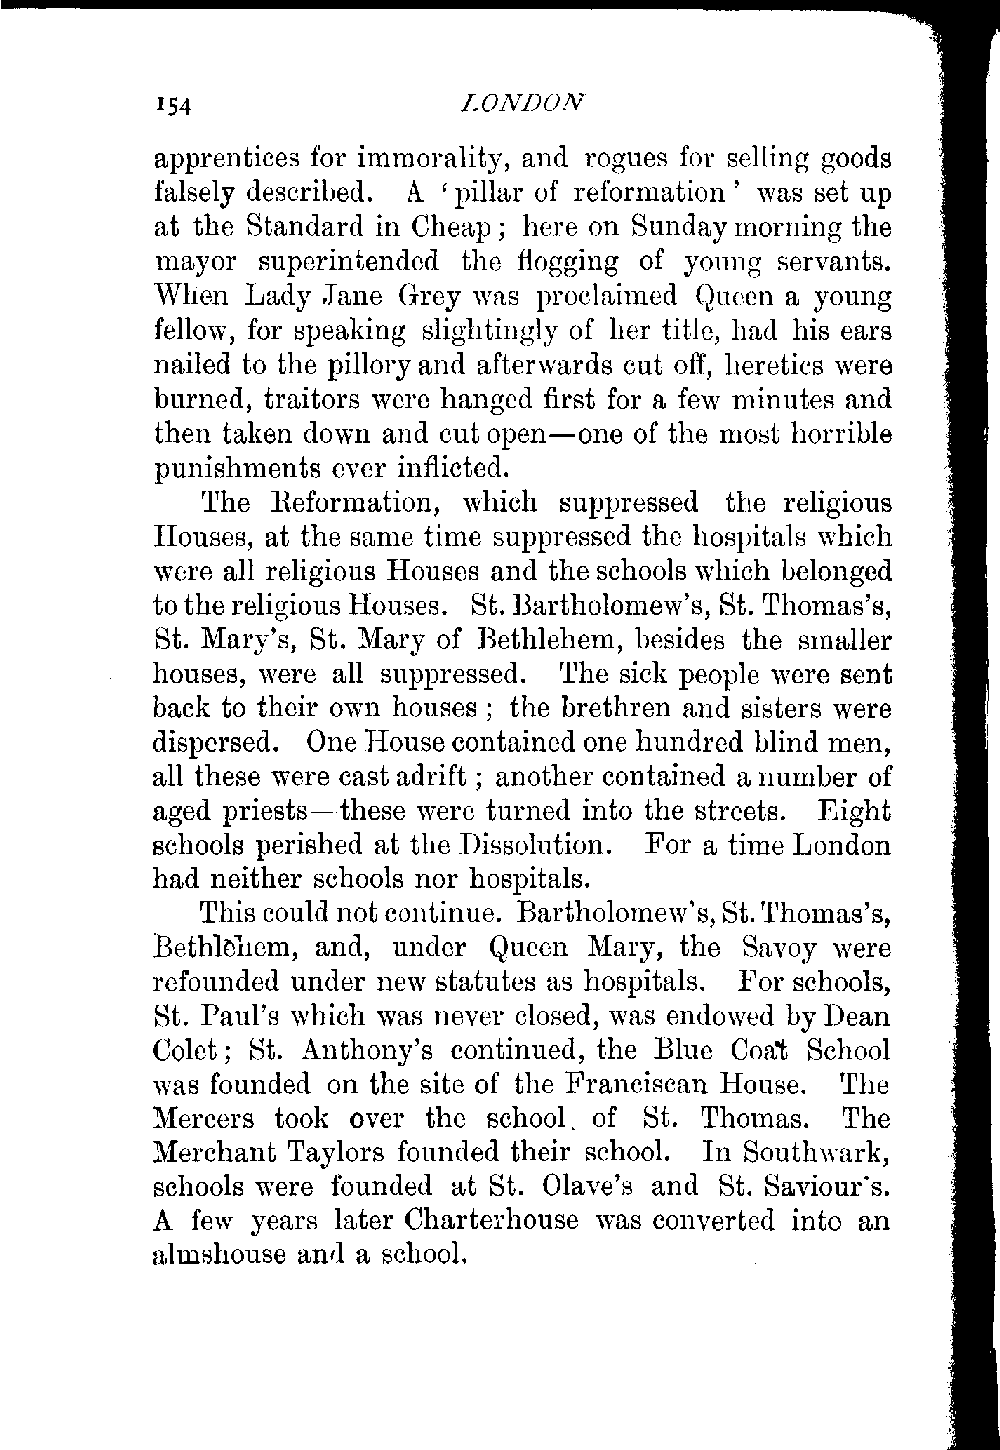 154 LONDON
apprentices for immorality, and rogues for selling goods
falsely described. A ‘pillar of reformation’ was set up
at the Standard in Cheap; here on Sunday morning the
mayor superintended the flogging of young servants.
When Lady Jane Grey was proclaimed Queen a young
fellow, for speaking slightingly of her title, had his ears
nailed to the pillory and afterwards cut off, heretics were
burned, traitors were hanged first for a few minutes and
then taken down and cut open—one of the most horrible
punishments ever inflicted.
The Reformation, which suppressed the religious
Houses, at the same time suppressed the hospitals which
were all religious Houses and the schools which belonged
to the religious Houses. St. Bartholomew's, St. Thomas's,
St. Mary's, St. Mary of Bethlehem, besides the smaller
houses, were all suppressed. The sick people were sent
back to their own houses; the brethren and sisters were
dispersed. One House contained one hundred blind men,
all these were cast adrift; another contained a number of
aged priests—these were turned into the streets. Eight
schools perished at the Dissolution. For a time London
had neither schools nor hospitals.
This could not continue. Bartholomew's, St. Thomas's,
Bethlehem, and, under Queen Mary, the Savoy were
refounded under new statutes as hospitals. For schools,
St. Paul's which was never closed, was endowed by Dean
Colet; St. Anthony's continued, the Blue Coat School
was founded on the site of the Franciscan House. The
Mercers took over the school of St. Thomas. The
Merchant Taylors founded their school. In Southwark,
schools were founded at St. Olave's and St. Saviour's.
A few years later Charterhouse was converted into an
almshouse and a school.